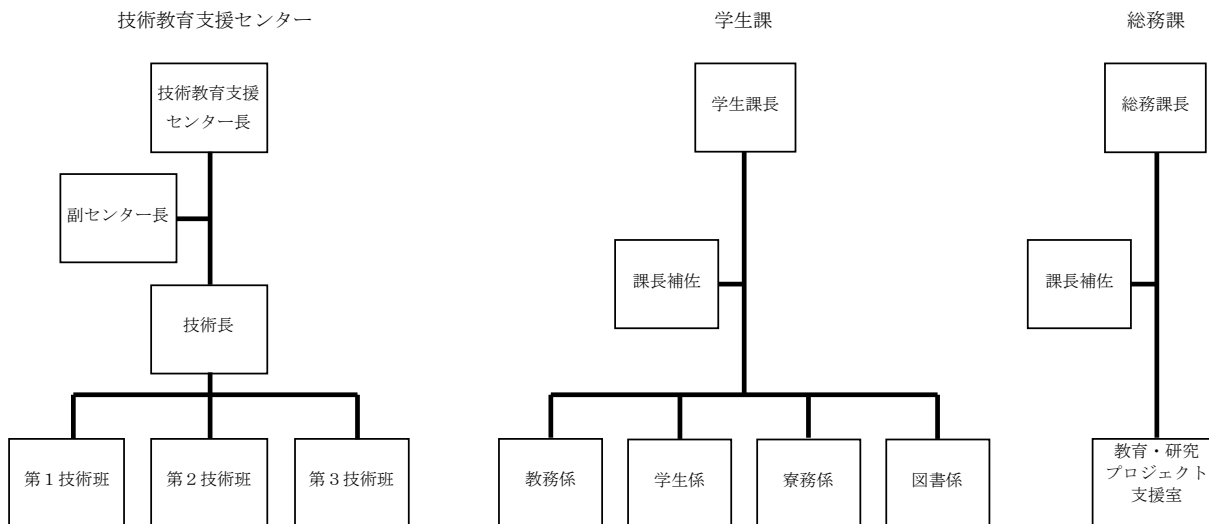 技術教育支援センター
学生課
総務課
技術教育支援
センター長
学生課長
総務課長
副センター長
課長補佐
課長補佐
技術長
第１技術班
第２技術班
第３技術班
教務係
学生係
寮務係
図書係
教育・研究
プロジェクト
支援室